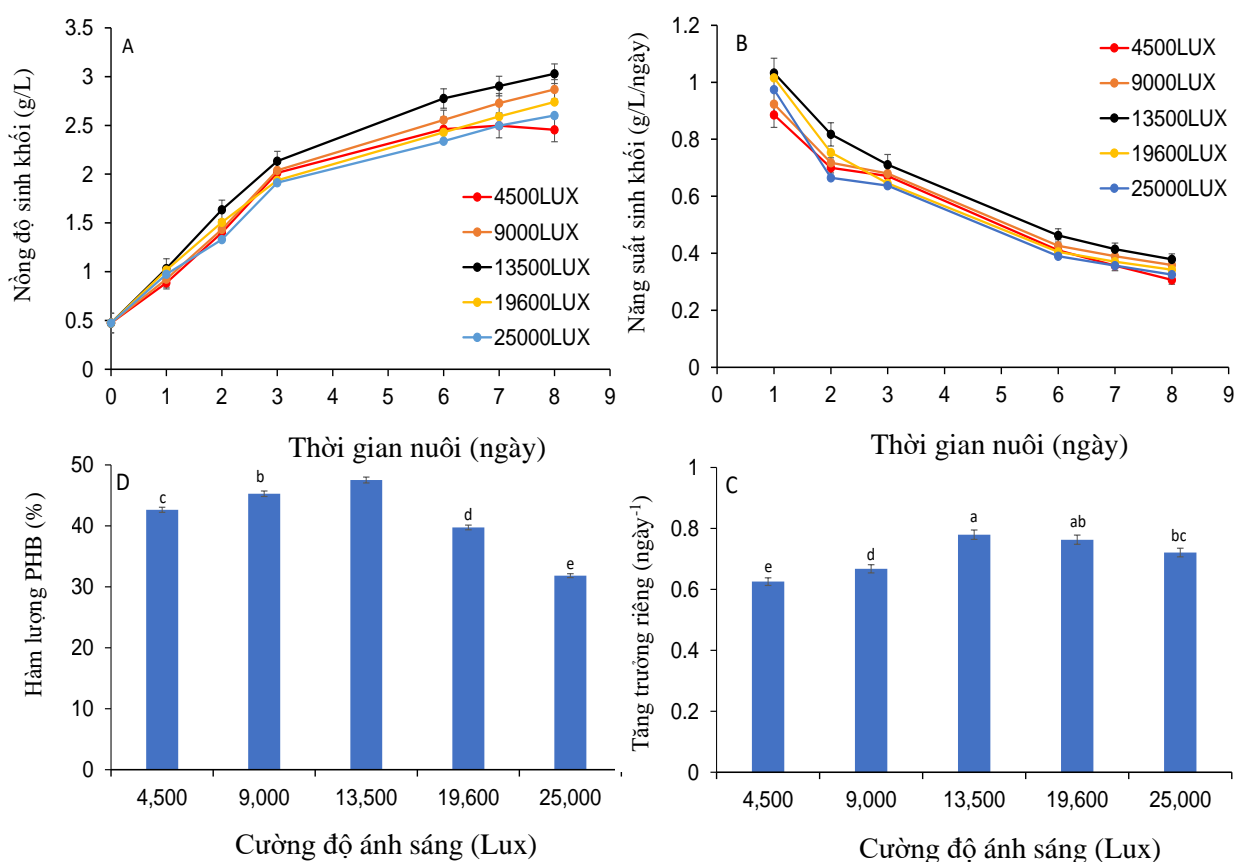 A
Nồng độ sinh khối (g/L)
3.5
3
2.5
2
1.5
1
0.5
0
4500LUX
9000LUX
13500LUX
19600LUX
25000LUX
0 1 2 3 4 5 6 7 8 9
Thời gian nuôi (ngày)
B
Năng suất sinh khối (g/L/ngày)
1.2
1
0.8
0.6
0.4
0.2
0
4500LUX
9000LUX
13500LUX
19600LUX
25000LUX
0 1 2 3 4 5 6 7 8 9
Thời gian nuôi (ngày)
D
Hàm lượng PHB (%)
50
40
30
20
10
0
c b d e
4,500 9,000 13,500 19,600 25,000
Cường độ ánh sáng (Lux)
C
Tăng trưởng riêng (ngày⁻¹)
1
0.8
0.6
0.4
0.2
0
e d a ab bc
4,500 9,000 13,500 19,600 25,000
Cường độ ánh sáng (Lux)